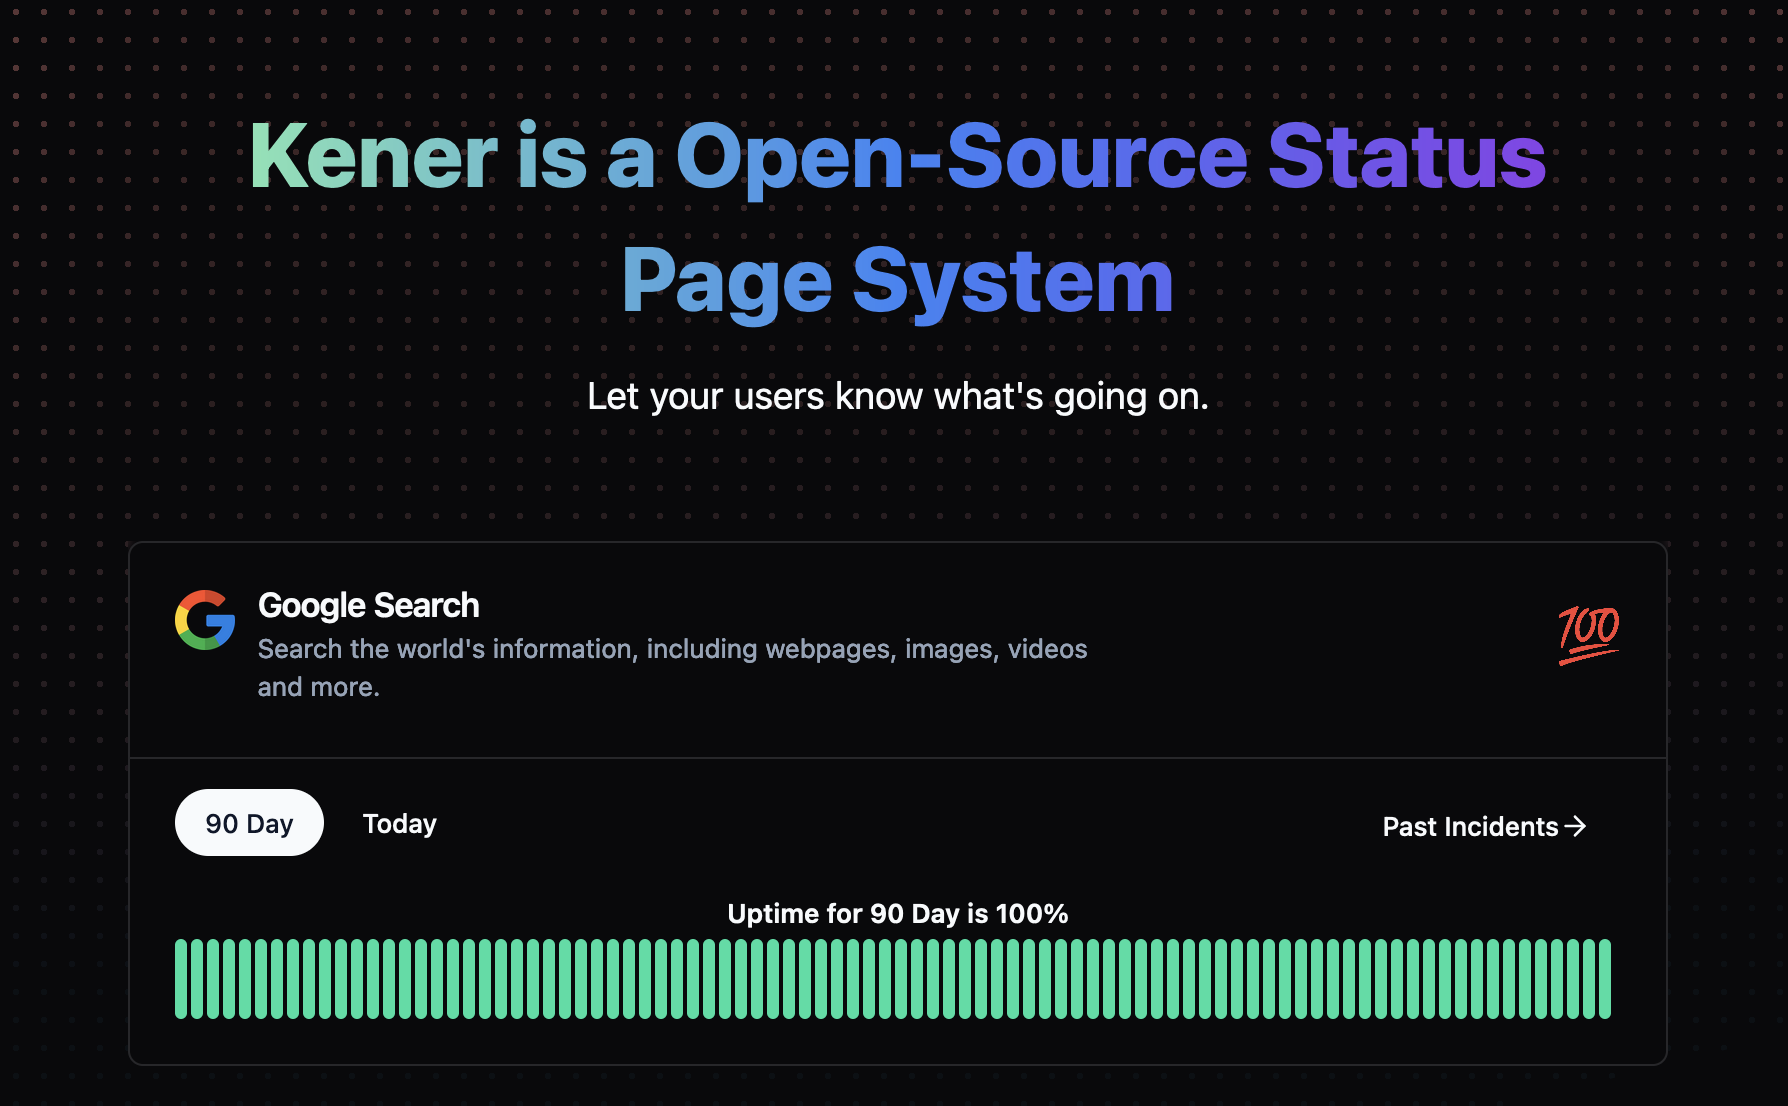 Kener is a Open-Source Status
Page System
Let your users know what's going on.
Google Search
Search the world's information, including webpages, images, videos
and more.
💯
90 Day
Today
Past Incidents→
Uptime for 90 Day is 100%